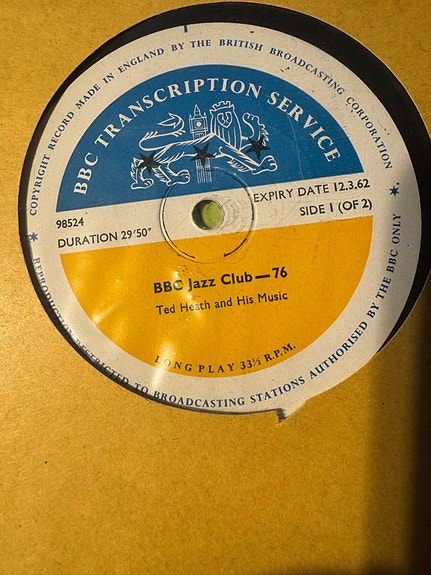 COPYRIGHT RECORD MADE IN ENGLAND BY THE BRITISH BROADCASTING CORPORATION
BBC TRANSCRIPTION SERVICE
98524
DURATION 29'50"
EXPIRY DATE 12.3.62
SIDE 1 (OF 2)
BBC Jazz Club—76
Ted Heath and His Music
LONG PLAY 33⅓ R.P.M.
REPRODUCTION RESTRICTED TO BROADCASTING STATIONS AUTHORISED BY THE BBC ONLY